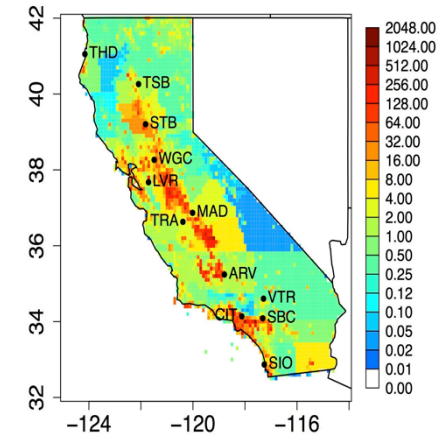 42
THD
TSB
40
STB
WGC
38
LVR
TRA
MAD
36
ARV
VTR
34
CIT
SBC
SIO
32
−124
−120
−116
2048.00
1024.00
512.00
256.00
128.00
64.00
32.00
16.00
8.00
4.00
2.00
1.00
0.50
0.25
0.12
0.10
0.05
0.02
0.01
0.00